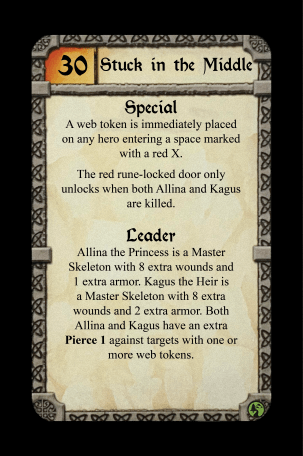 30 Stuck in the Middle
Special
A web token is immediately placed
on any hero entering a space marked
with a red X.
The red rune-locked door only
unlocks when both Allina and Kagus
are killed.
Leader
Allina the Princess is a Master
Skeleton with 8 extra wounds and
1 extra armor. Kagus the Heir is
a Master Skeleton with 8 extra
wounds and 2 extra armor. Both
Allina and Kagus have an extra
Pierce 1 against targets with one or
more web tokens.